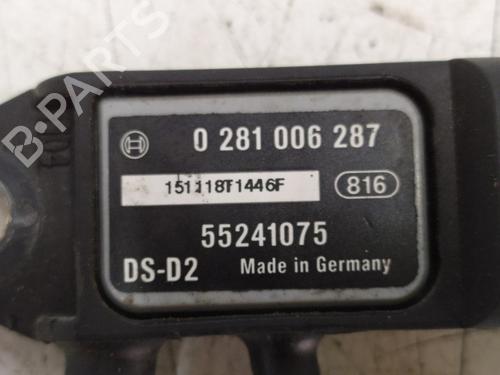 B-PARTS
0 281 006 287
151118T1446F
816
55241075
DS-D2 Made in Germany